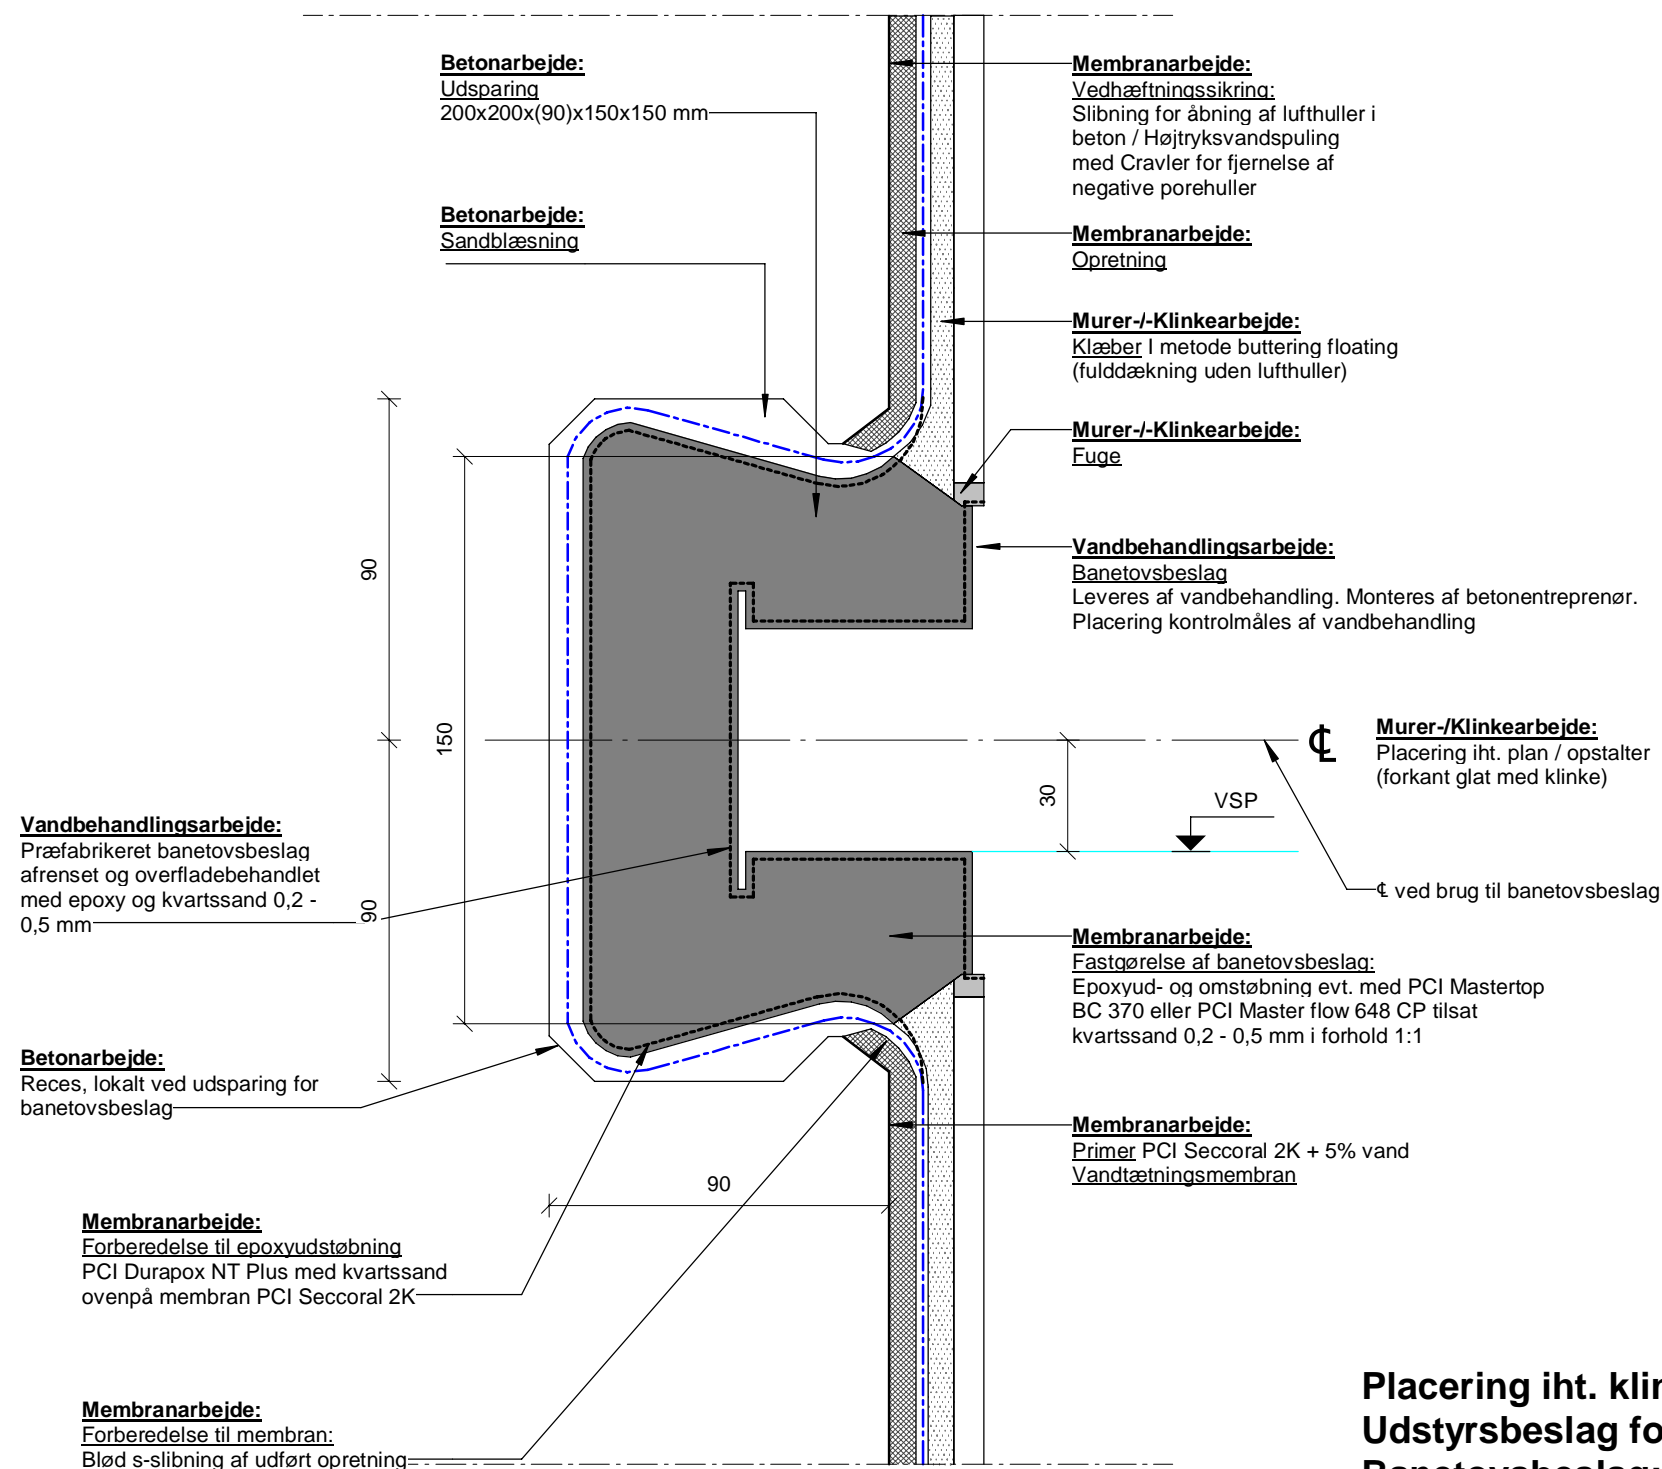 Betonarbejde:
Udsparing
200x200x(90)x150x150 mm
Betonarbejde:
Sandblæsning
Membranarbejde:
Vedhæftningssikring:
Slibning for åbning af lufthuller i
beton / Højtryksvandspuling
med Cravler for fjernelse af
negative porehuller
Membranarbejde:
Opretning
Murer-/-Klinkearbejde:
Klæber I metode buttering floating
(fulddækning uden lufthuller)
Murer-/-Klinkearbejde:
Fuge
Vandbehandlingsarbejde:
Banetovsbeslag
Leveres af vandbehandling. Monteres af betonentreprenør.
Placering kontrolmåles af vandbehandling
90
150
90
30
VSP
℄
Murer-/Klinkearbejde:
Placering iht. plan / opstalter
(forkant glat med klinke)
℄ ved brug til banetovsbeslag
Vandbehandlingsarbejde:
Præfabrikeret banetovsbeslag
afrenset og overfladebehandlet
med epoxy og kvartssand 0,2 -
0,5 mm
Membranarbejde:
Fastgørelse af banetovsbeslag:
Epoxyud- og omstøbning evt. med PCI Mastertop
BC 370 eller PCI Master flow 648 CP tilsat
kvartssand 0,2 - 0,5 mm i forhold 1:1
Betonarbejde:
Reces, lokalt ved udsparing for
banetovsbeslag
Membranarbejde:
Primer PCI Seccoral 2K + 5% vand
Vandtætningsmembran
90
Membranarbejde:
Forberedelse til epoxyudstøbning
PCI Durapox NT Plus med kvartssand
ovenpå membran PCI Seccoral 2K
Membranarbejde:
Forberedelse til membran:
Blød s-slibning af udført opretning
Placering iht. klin
Udstyrsbeslag fo